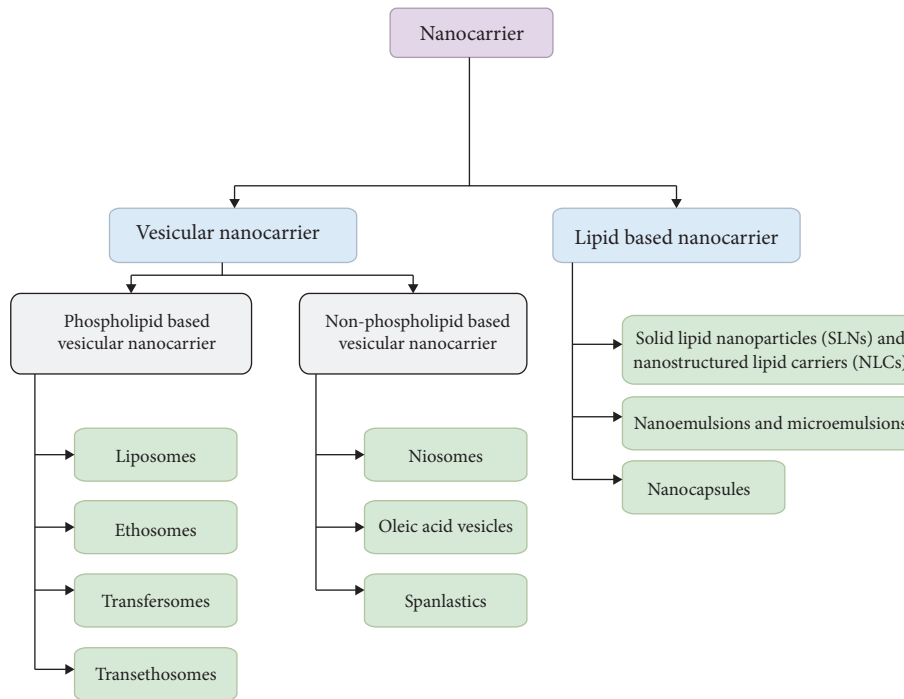 Nanocarrier
Vesicular nanocarrier
Lipid based nanocarrier
Phospholipid based
vesicular nanocarrier
Non-phospholipid based
vesicular nanocarrier
Solid lipid nanoparticles (SLNs) and
nanostructured lipid carriers (NLCs)
Nanoemulsions and microemulsions
Nanocapsules
Liposomes
Ethosomes
Transfersomes
Transethosomes
Niosomes
Oleic acid vesicles
Spanlastics